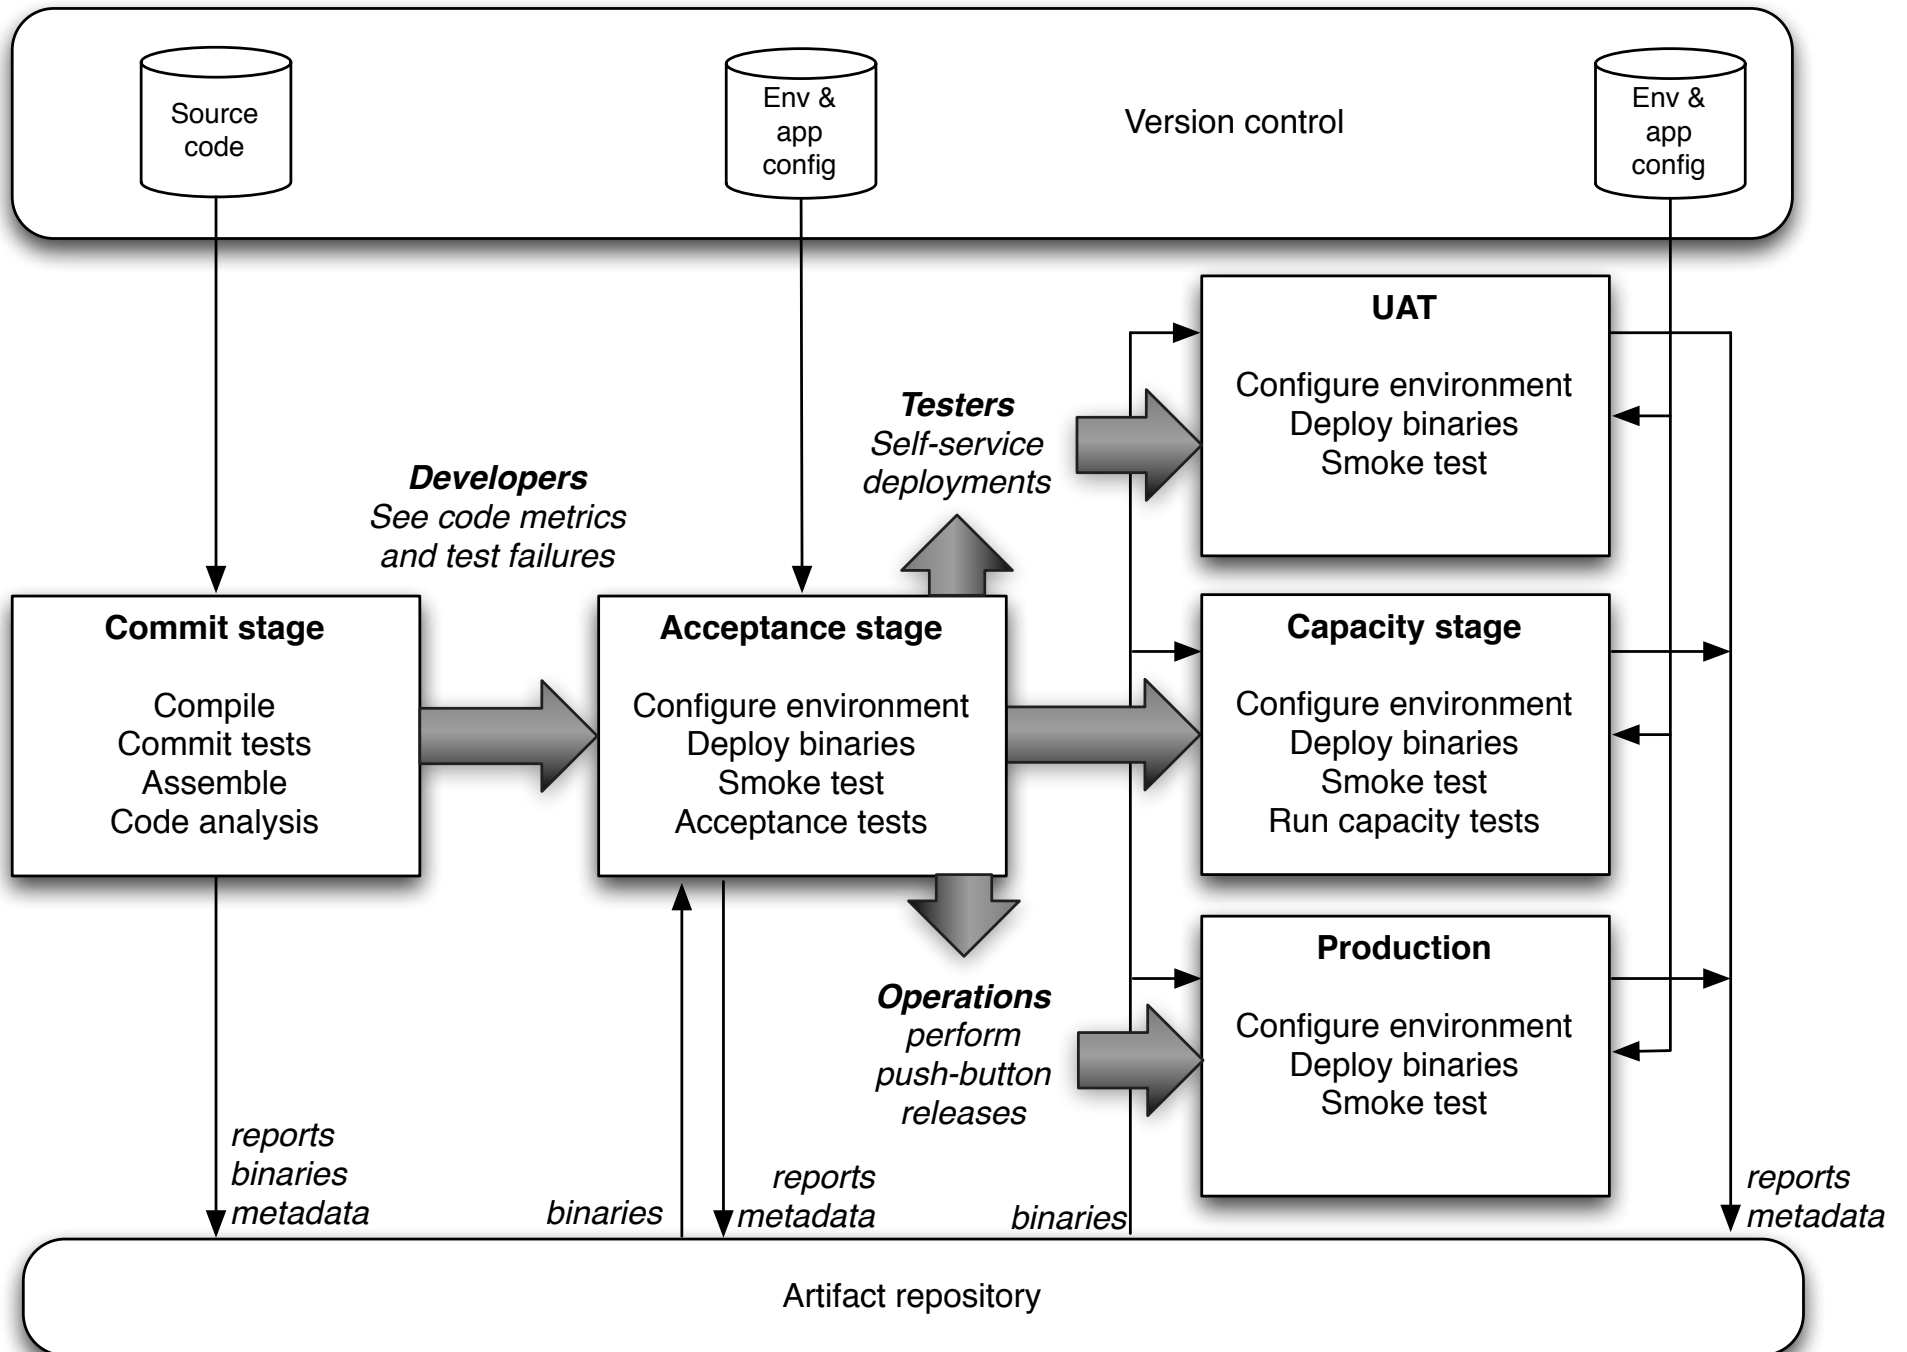 Source
code
Env &
app
config
Version control
Env &
app
config
Developers
See code metrics
and test failures
Testers
Self-service
deployments
UAT
Configure environment
Deploy binaries
Smoke test
Commit stage
Compile
Commit tests
Assemble
Code analysis
Acceptance stage
Configure environment
Deploy binaries
Smoke test
Acceptance tests
Capacity stage
Configure environment
Deploy binaries
Smoke test
Run capacity tests
Operations
perform
push-button
releases
Production
Configure environment
Deploy binaries
Smoke test
reports
binaries
metadata
binaries
reports
metadata
binaries
reports
metadata
Artifact repository